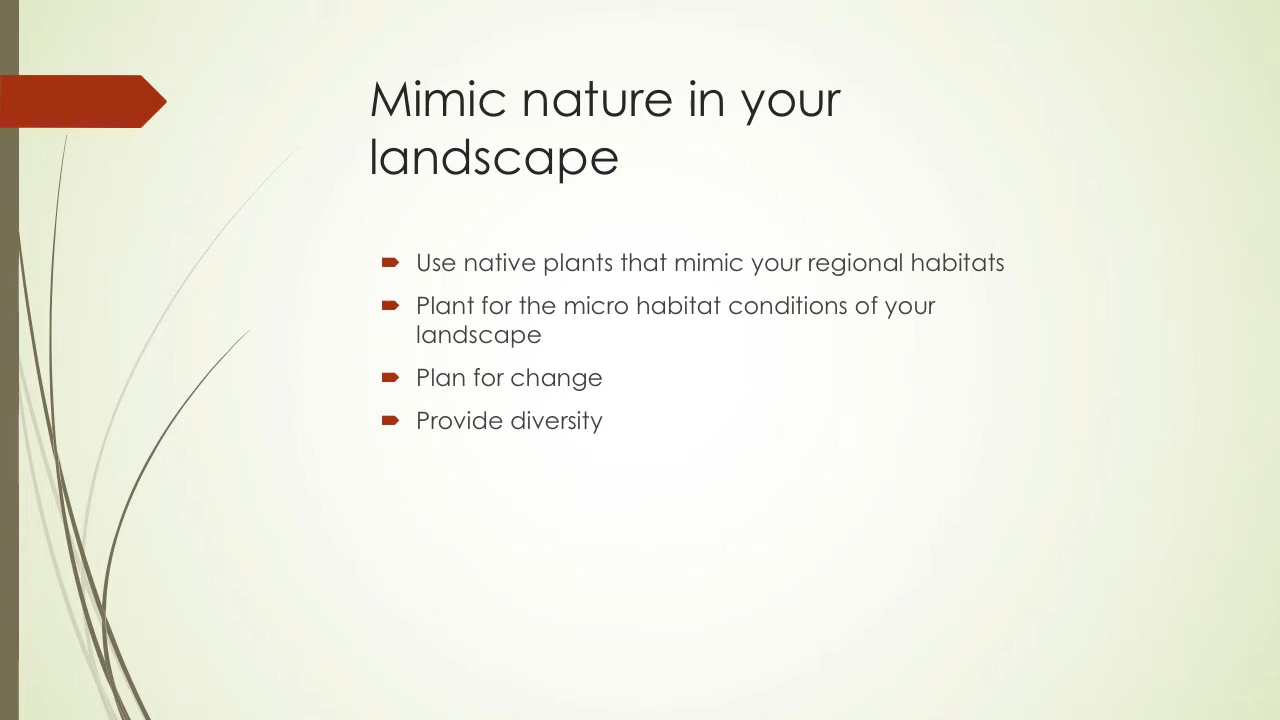 Mimic nature in your
landscape
Use native plants that mimic your regional habitats
Plant for the micro habitat conditions of your
landscape
Plan for change
Provide diversity